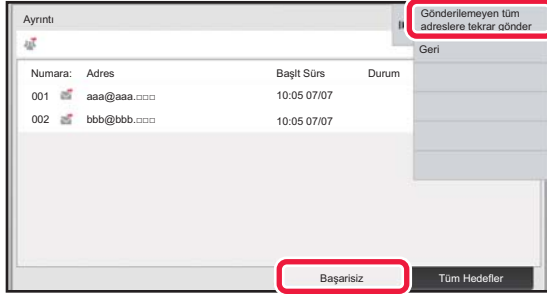 Ayrıntı
Gönderilemeyen tüm
adreslere tekrar gönder
Geri
Numara: Adres Başlt Sürs Durum
001 aaa@aaa.□□□ 10:05 07/07
002 bbb@bbb.□□□ 10:05 07/07
Başarisiz Tüm Hedefler